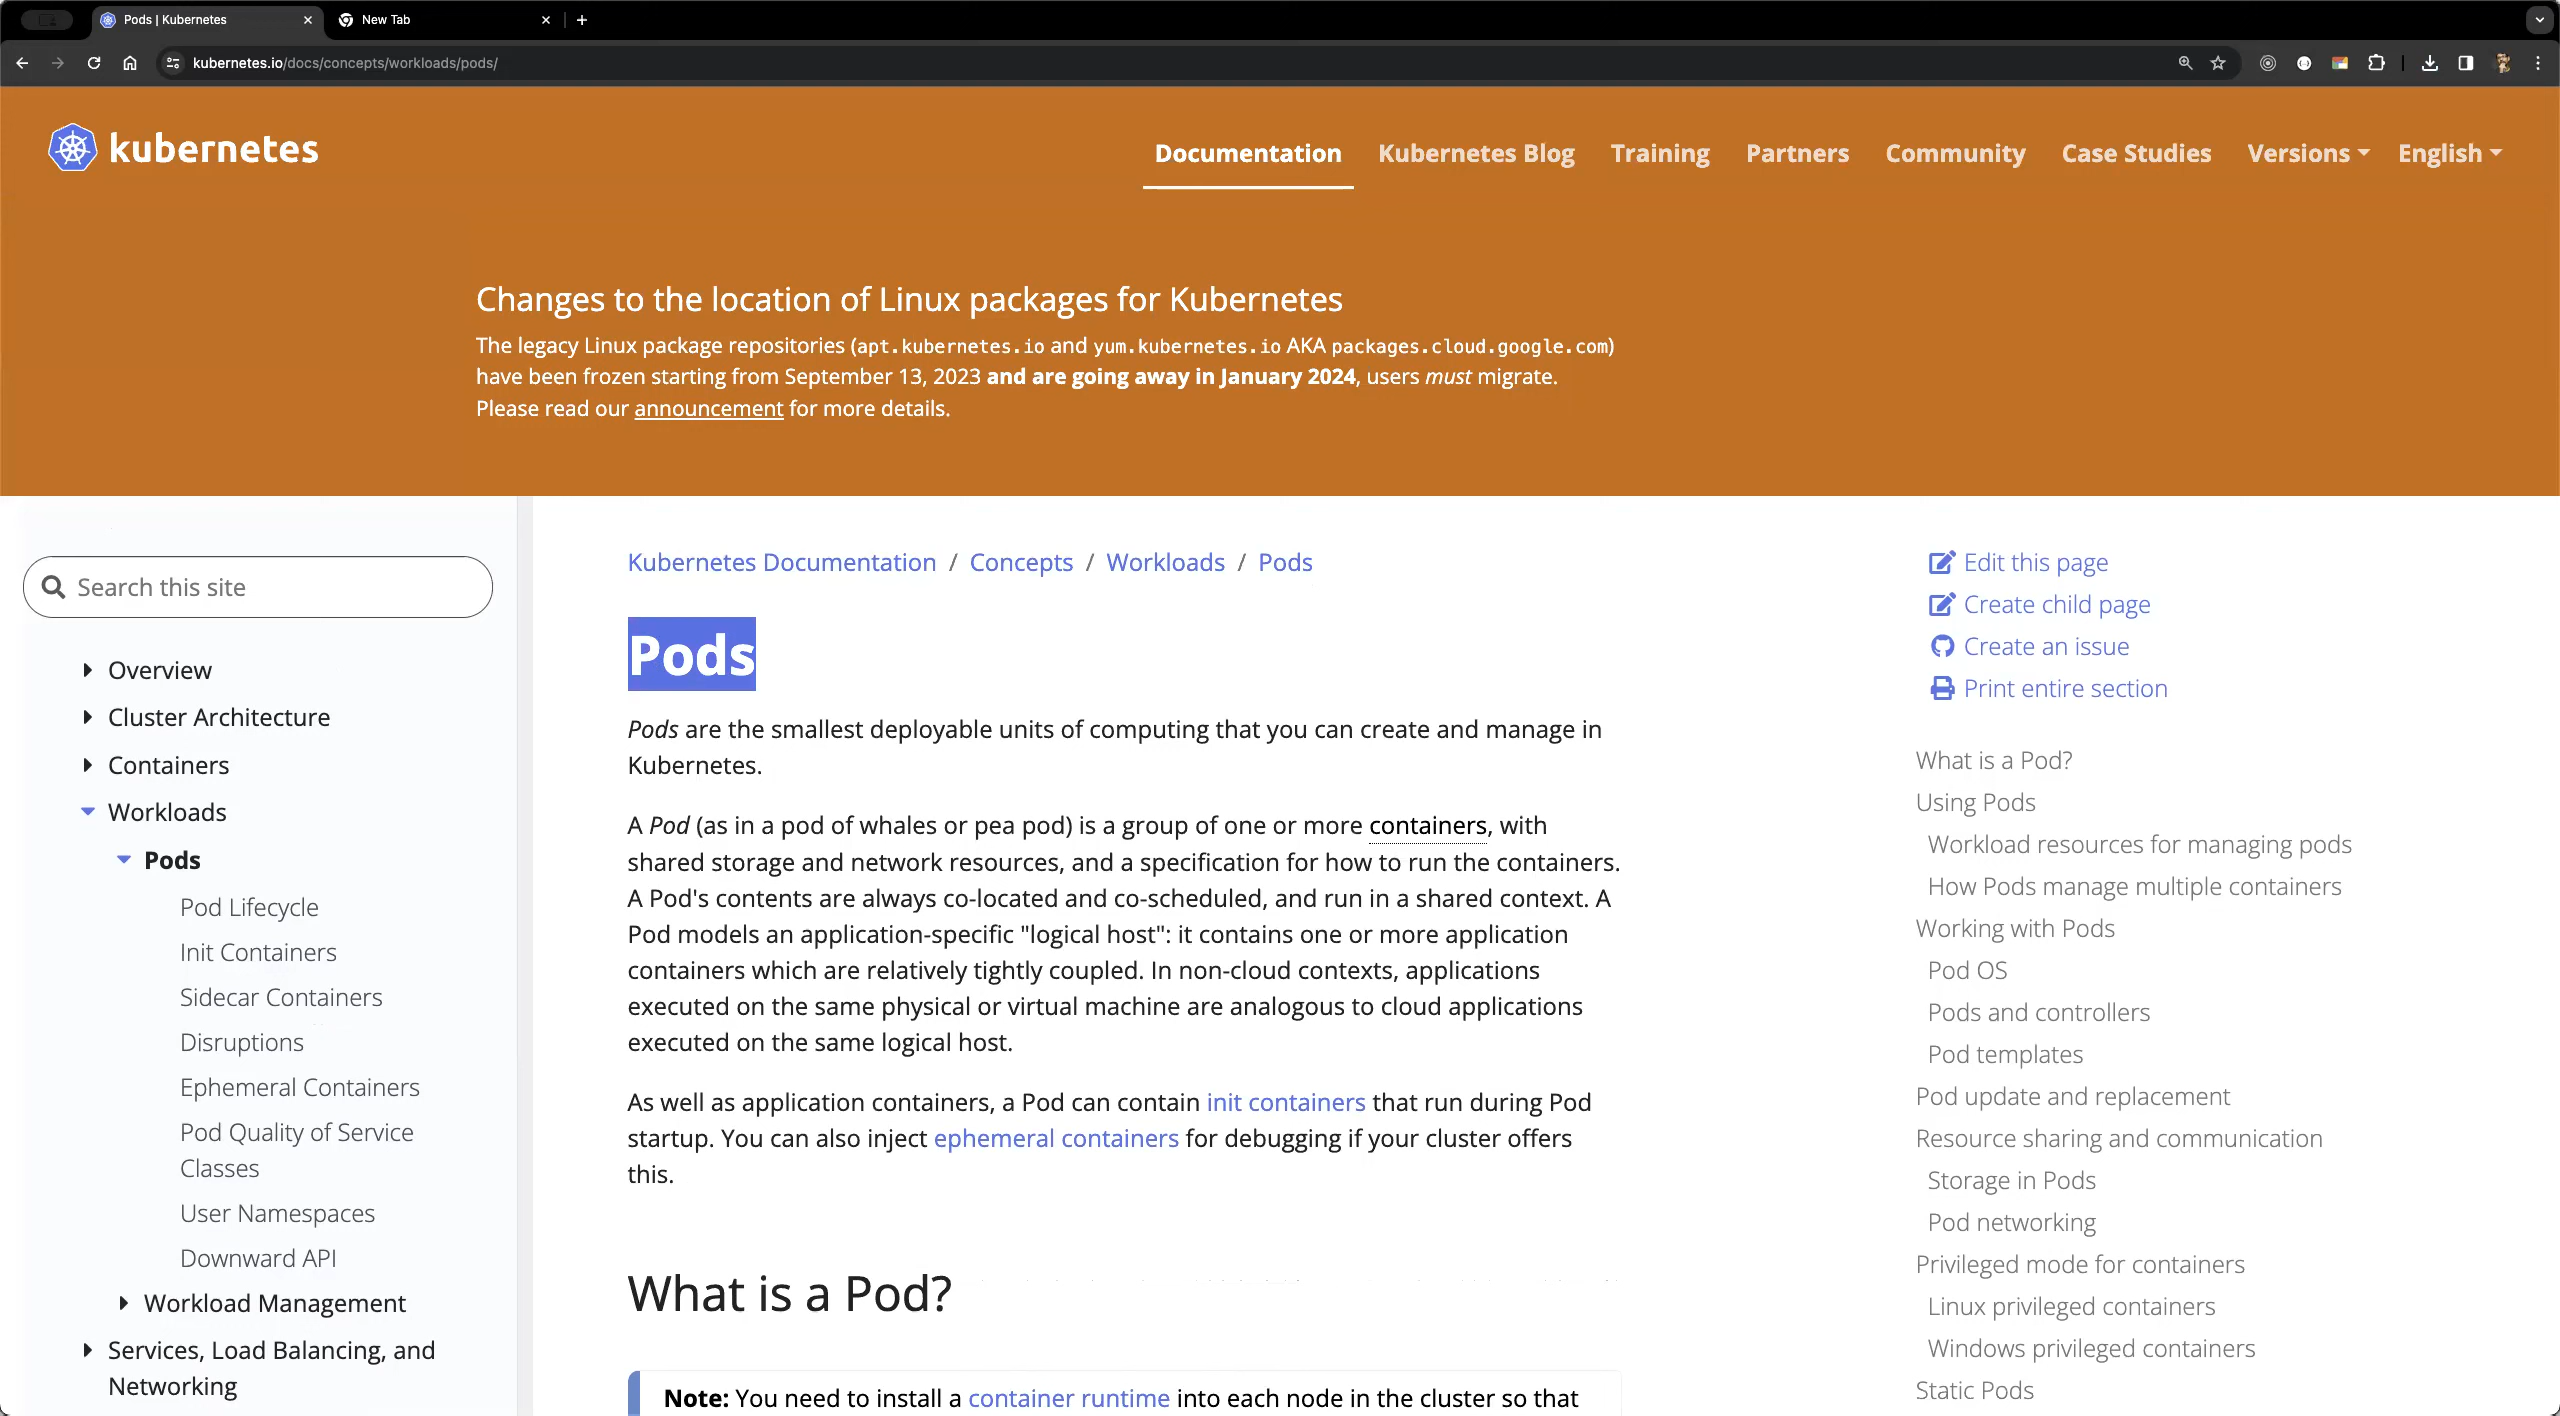 Pods | Kubernetes
New Tab
kubernetes.io/docs/concepts/workloads/pods/
kubernetes
Documentation
Kubernetes Blog
Training
Partners
Community
Case Studies
Versions
English
Changes to the location of Linux packages for Kubernetes
The legacy Linux package repositories (apt.kubernetes.io and yum.kubernetes.io AKA packages.cloud.google.com)
have been frozen starting from September 13, 2023 and are going away in January 2024, users must migrate.
Please read our announcement for more details.
Search this site
Overview
Cluster Architecture
Containers
Workloads
Pods
Pod Lifecycle
Init Containers
Sidecar Containers
Disruptions
Ephemeral Containers
Pod Quality of Service
Classes
User Namespaces
Downward API
Workload Management
Services, Load Balancing, and
Networking
Kubernetes Documentation / Concepts / Workloads / Pods
Pods
Pods are the smallest deployable units of computing that you can create and manage in
Kubernetes.
A Pod (as in a pod of whales or pea pod) is a group of one or more containers, with
shared storage and network resources, and a specification for how to run the containers.
A Pod's contents are always co-located and co-scheduled, and run in a shared context. A
Pod models an application-specific "logical host": it contains one or more application
containers which are relatively tightly coupled. In non-cloud contexts, applications
executed on the same physical or virtual machine are analogous to cloud applications
executed on the same logical host.
As well as application containers, a Pod can contain init containers that run during Pod
startup. You can also inject ephemeral containers for debugging if your cluster offers
this.
What is a Pod?
Note: You need to install a container runtime into each node in the cluster so that
Edit this page
Create child page
Create an issue
Print entire section
What is a Pod?
Using Pods
Workload resources for managing pods
How Pods manage multiple containers
Working with Pods
Pod OS
Pods and controllers
Pod templates
Pod update and replacement
Resource sharing and communication
Storage in Pods
Pod networking
Privileged mode for containers
Linux privileged containers
Windows privileged containers
Static Pods